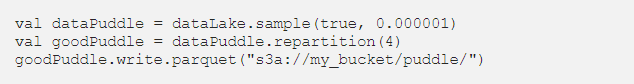 val dataPuddle = dataLake.sample(true, 0.000001)
val goodPuddle = dataPuddle.repartition(4)
goodPuddle.write.parquet("s3a://my_bucket/puddle/")